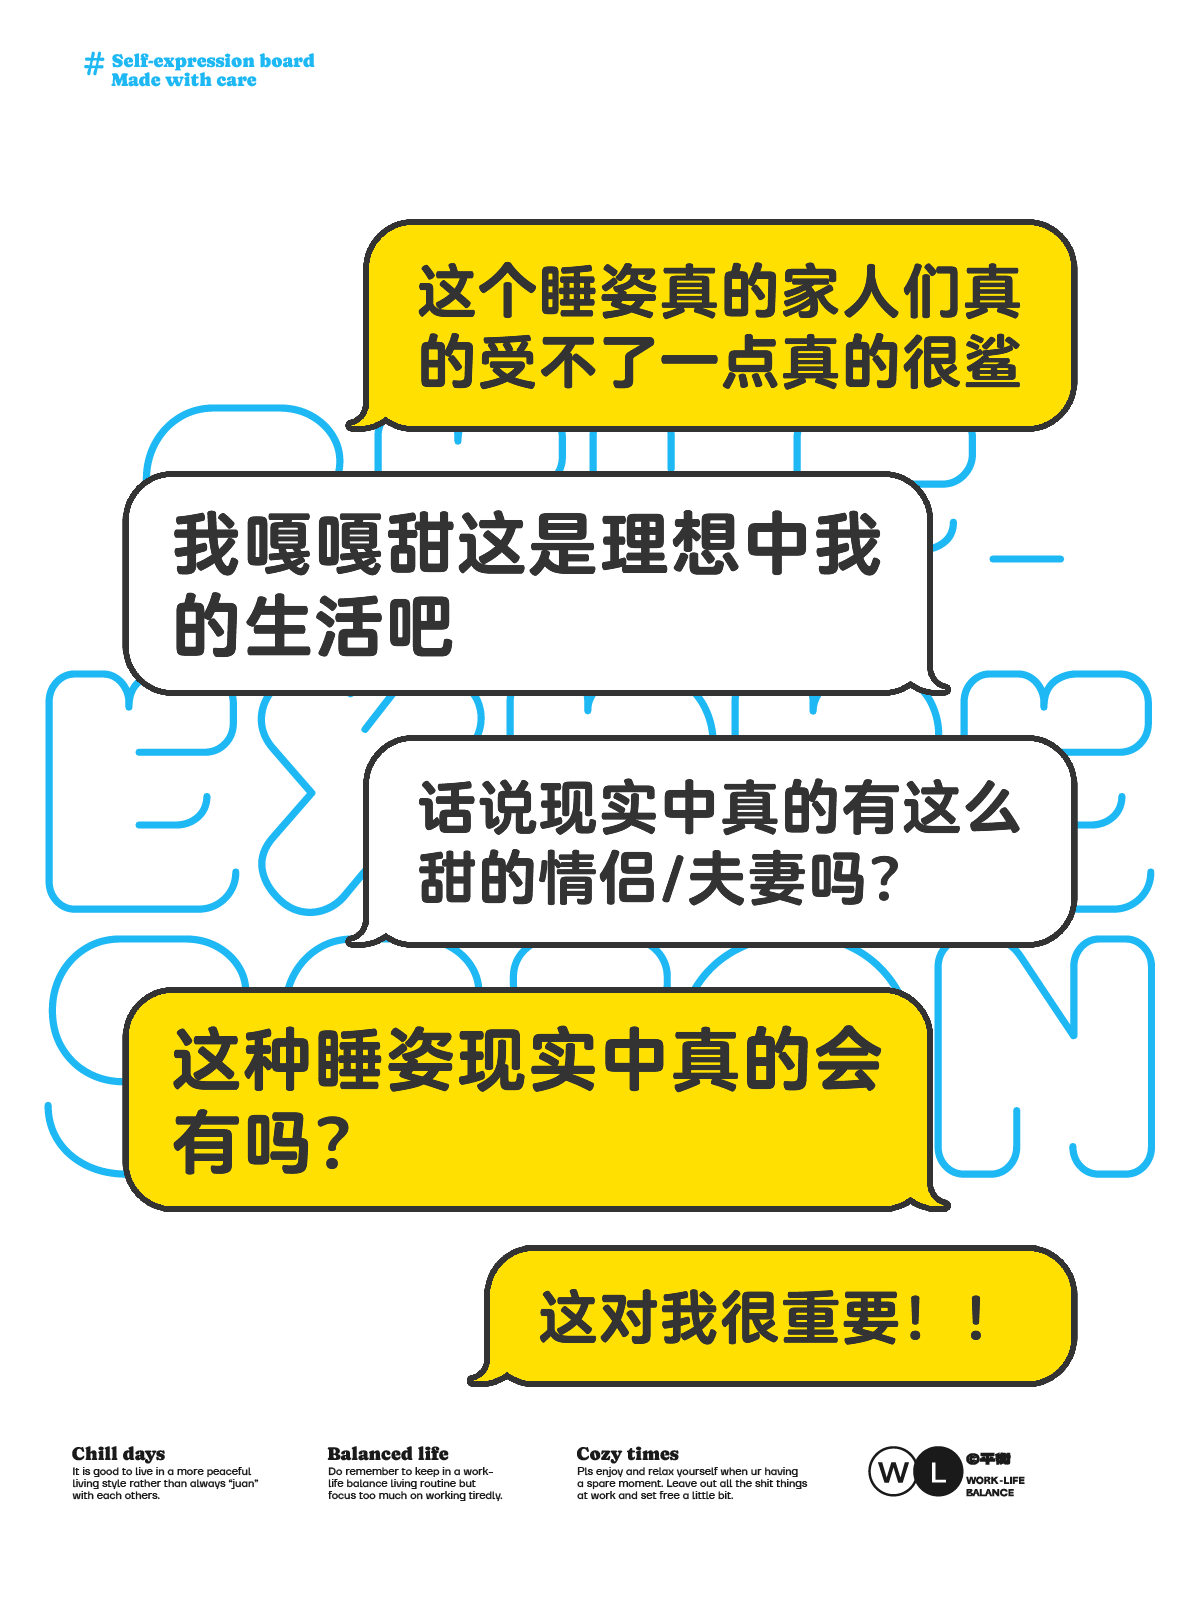 # Self-expression board
Made with care
这个睡姿真的家人们真
的受不了一点真的很鲨
我嘎嘎甜这是理想中我
的生活吧
话说现实中真的有这么
甜的情侣/夫妻吗?
这种睡姿现实中真的会
有吗?
这对我很重要！！
Chill days
It is good to live in a more peaceful
living style rather than always “juan”
with each others.
Balanced life
Do remember to keep in a work-
life balance living routine but
focus too much on working tiredly.
Cozy times
Pls enjoy and relax yourself when ur having
a spare moment. Leave out all the shit things
at work and set free a little bit.
W L
©平衡
WORK-LIFE
BALANCE